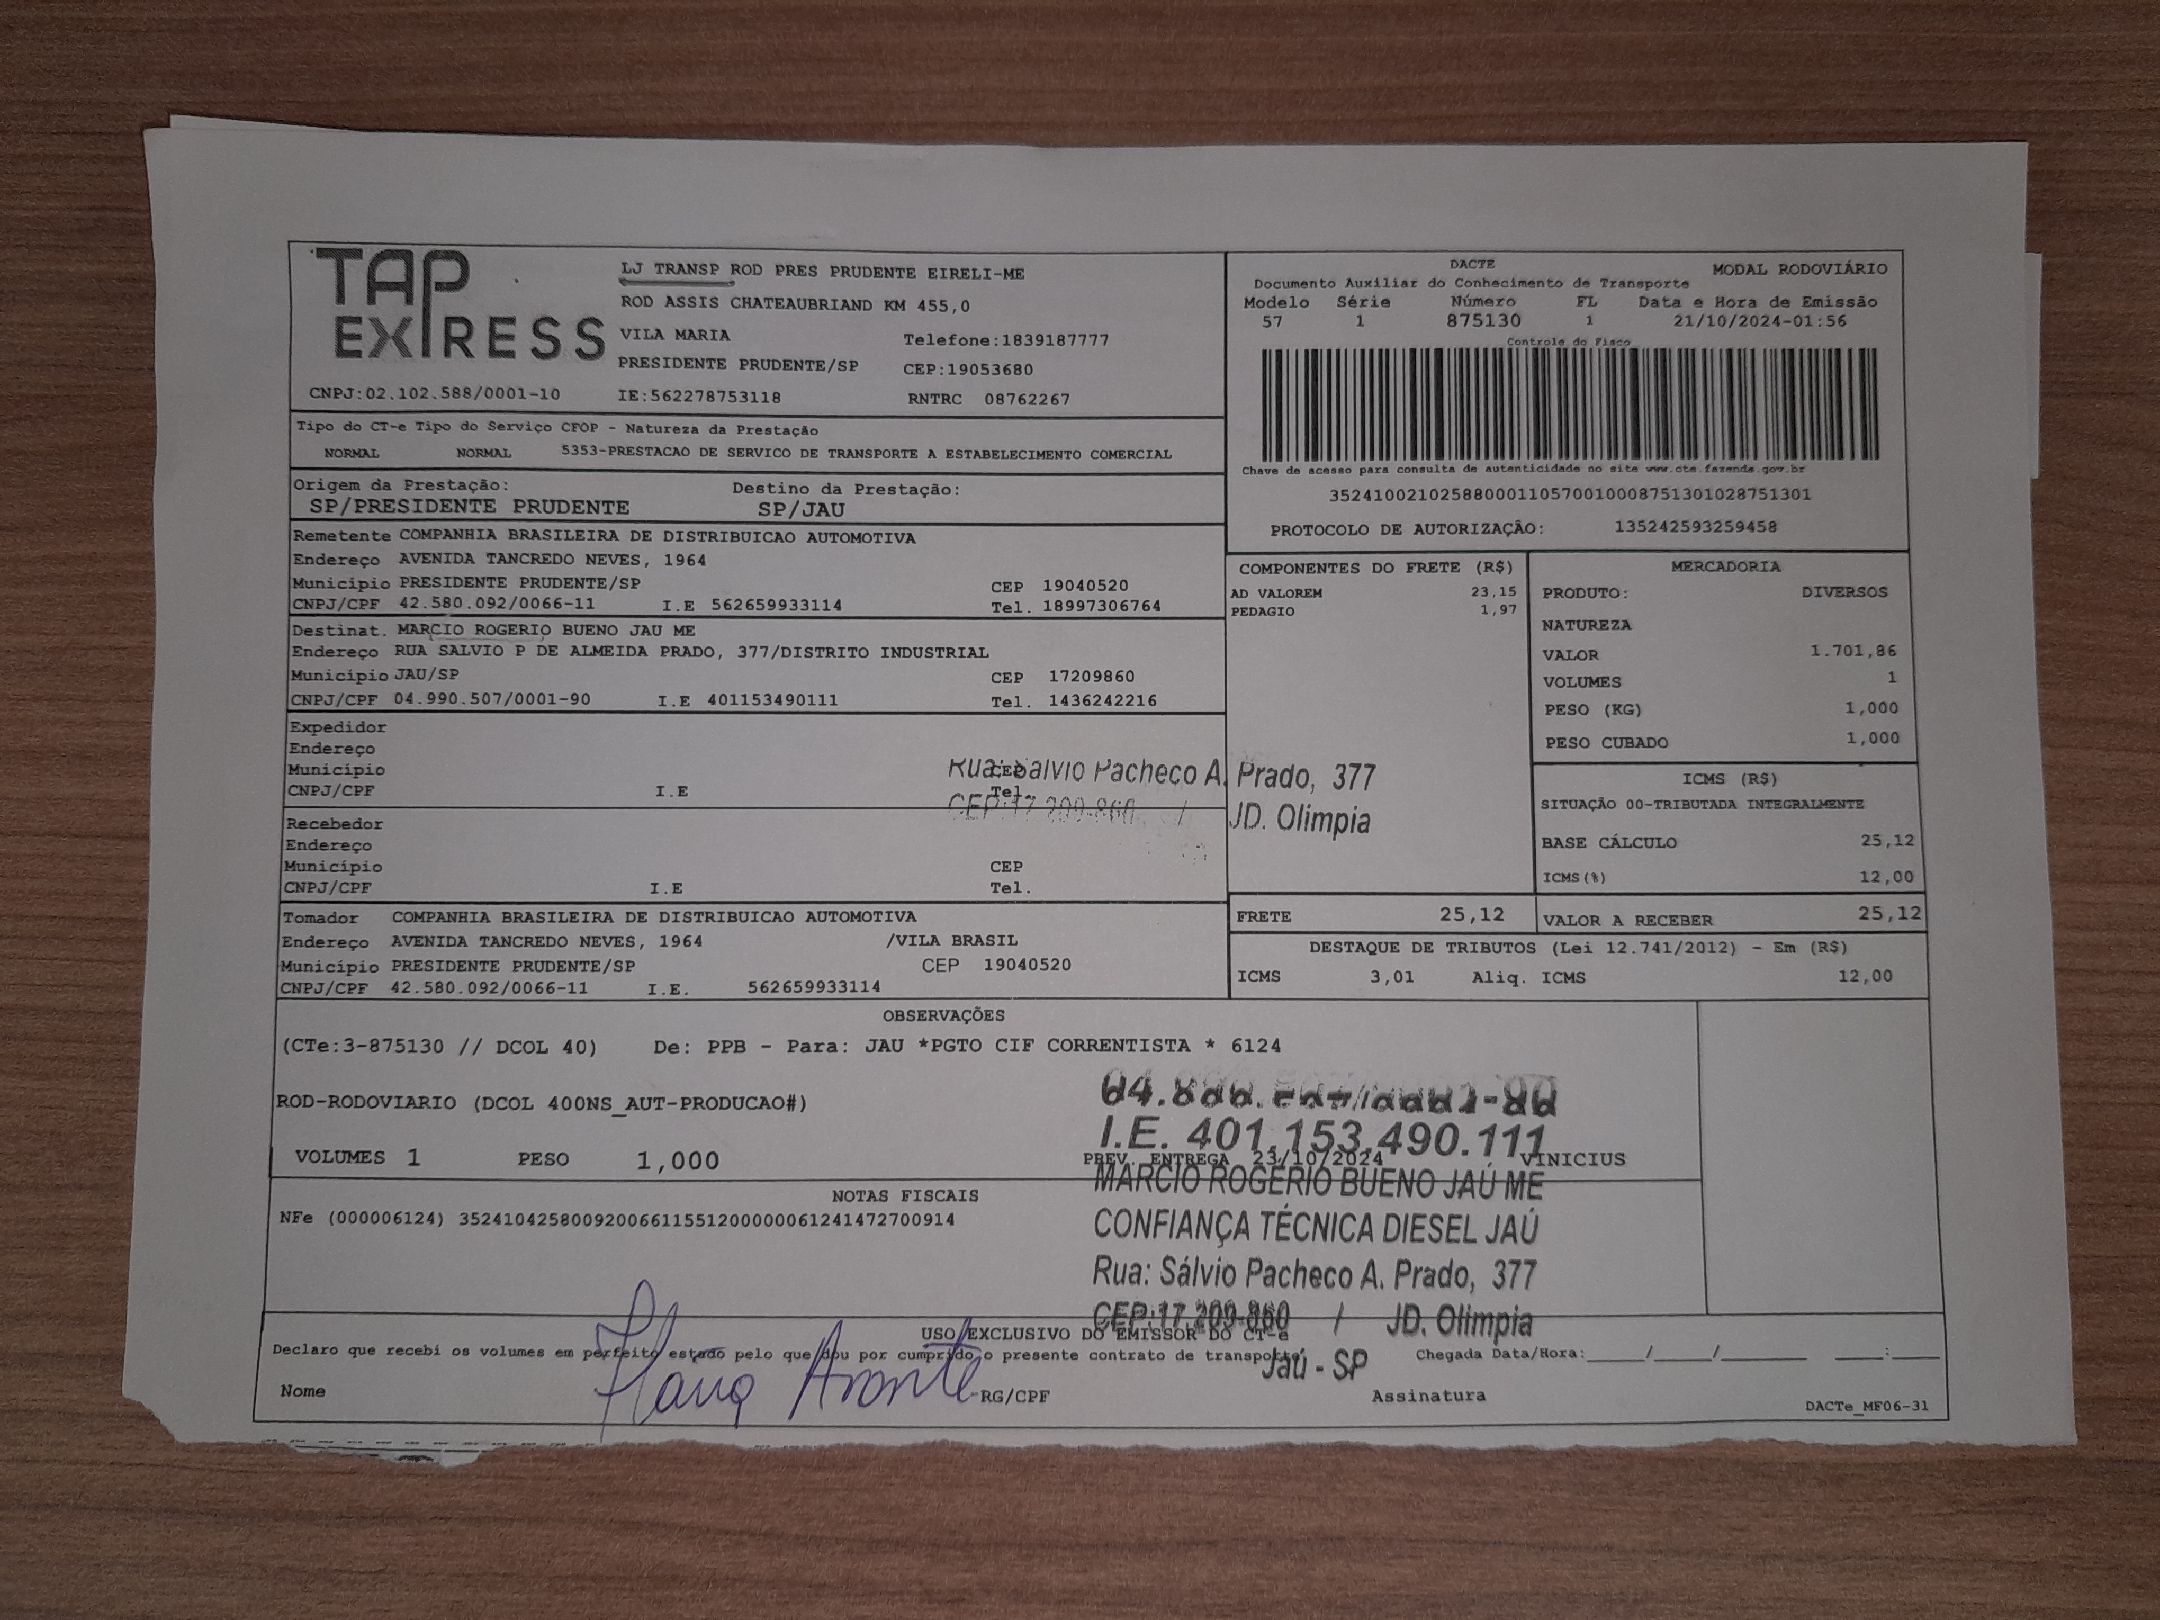 TAP EXPRESS
LJ TRANSP ROD PRES PRUDENTE EIRELI-ME
ROD ASSIS CHATEAUBRIAND KM 455,0
VILA MARIA Telefone:1839187777
PRESIDENTE PRUDENTE/SP CEP:19053680
CNPJ:02.102.588/0001-10 IE:562278753118 RNTRC 08762267
Tipo do CT-e Tipo do Serviço CFOP - Natureza da Prestação
NORMAL NORMAL 5353-PRESTACAO DE SERVICO DE TRANSPORTE A ESTABELECIMENTO COMERCIAL
Origem da Prestação: Destino da Prestação:
SP/PRESIDENTE PRUDENTE SP/JAU
Remetente COMPANHIA BRASILEIRA DE DISTRIBUICAO AUTOMOTIVA
Endereço AVENIDA TANCREDO NEVES, 1964
Município PRESIDENTE PRUDENTE/SP CEP 19040520
CNPJ/CPF 42.580.092/0066-11 I.E 562659933114 Tel. 18997306764
Destinat. MARCIO ROGERIO BUENO JAU ME
Endereço RUA SALVIO P DE ALMEIDA PRADO, 377/DISTRITO INDUSTRIAL
Município JAU/SP CEP 17209860
CNPJ/CPF 04.990.507/0001-90 I.E 401153490111 Tel. 1436242216
Expedidor
Endereço
Município CEP
CNPJ/CPF I.E Tel.
Rua: Sálvio Pacheco A. Prado, 377
CEP:17.209-860 / JD. Olimpia
Recebedor
Endereço
Município CEP
CNPJ/CPF I.E Tel.
Tomador COMPANHIA BRASILEIRA DE DISTRIBUICAO AUTOMOTIVA
Endereço AVENIDA TANCREDO NEVES, 1964 /VILA BRASIL
Município PRESIDENTE PRUDENTE/SP CEP 19040520
CNPJ/CPF 42.580.092/0066-11 I.E. 562659933114
DACTE MODAL RODOVIÁRIO
Documento Auxiliar do Conhecimento de Transporte
Modelo Série Número FL Data e Hora de Emissão
57 1 875130 1 21/10/2024-01:56
Controle do Fisco
Chave de acesso para consulta de autenticidade no site www.cte.fazenda.gov.br
35241002102588000110570010008751301028751301
PROTOCOLO DE AUTORIZAÇÃO: 135242593259458
COMPONENTES DO FRETE (R$)
AD VALOREM 23,15
PEDAGIO 1,97
MERCADORIA
PRODUTO: DIVERSOS
NATUREZA
VALOR 1.701,86
VOLUMES 1
PESO (KG) 1,000
PESO CUBADO 1,000
ICMS (R$)
SITUAÇÃO 00-TRIBUTADA INTEGRALMENTE
BASE CÁLCULO 25,12
ICMS(%) 12,00
FRETE 25,12 VALOR A RECEBER 25,12
DESTAQUE DE TRIBUTOS (Lei 12.741/2012) - Em (R$)
ICMS 3,01 Aliq. ICMS 12,00
OBSERVAÇÕES
(CTe:3-875130 // DCOL 40) De: PPB - Para: JAU *PGTO CIF CORRENTISTA * 6124
ROD-RODOVIARIO (DCOL 400NS_AUT-PRODUCAO#)
VOLUMES 1 PESO 1,000 PREV. ENTREGA 23/10/2024 VINICIUS
I.E. 401.153.490.111
MARCIO ROGÉRIO BUENO JAÚ ME
CONFIANÇA TÉCNICA DIESEL JAÚ
Rua: Sálvio Pacheco A. Prado, 377
CEP:17.209-860 / JD. Olimpia
Jaú - SP
NOTAS FISCAIS
NFe (000006124) 35241042580092006611551200000061241472700914
USO EXCLUSIVO DO EMISSOR DO CT-e
Declaro que recebi os volumes em perfeito estado pelo que dou por cumprido o presente contrato de transporte Chegada Data/Hora:____/____/______ ___:___
Nome RG/CPF Assinatura
DACTe_MF06-31